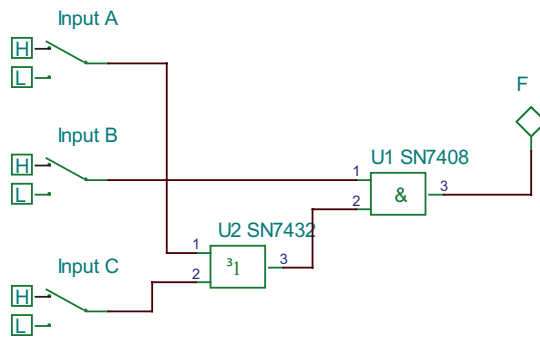 Input A
H
L
F
Input B
U1 SN7408
H
1
&
3
L
2
U2 SN7432
1
³1
3
Input C
2
H
L